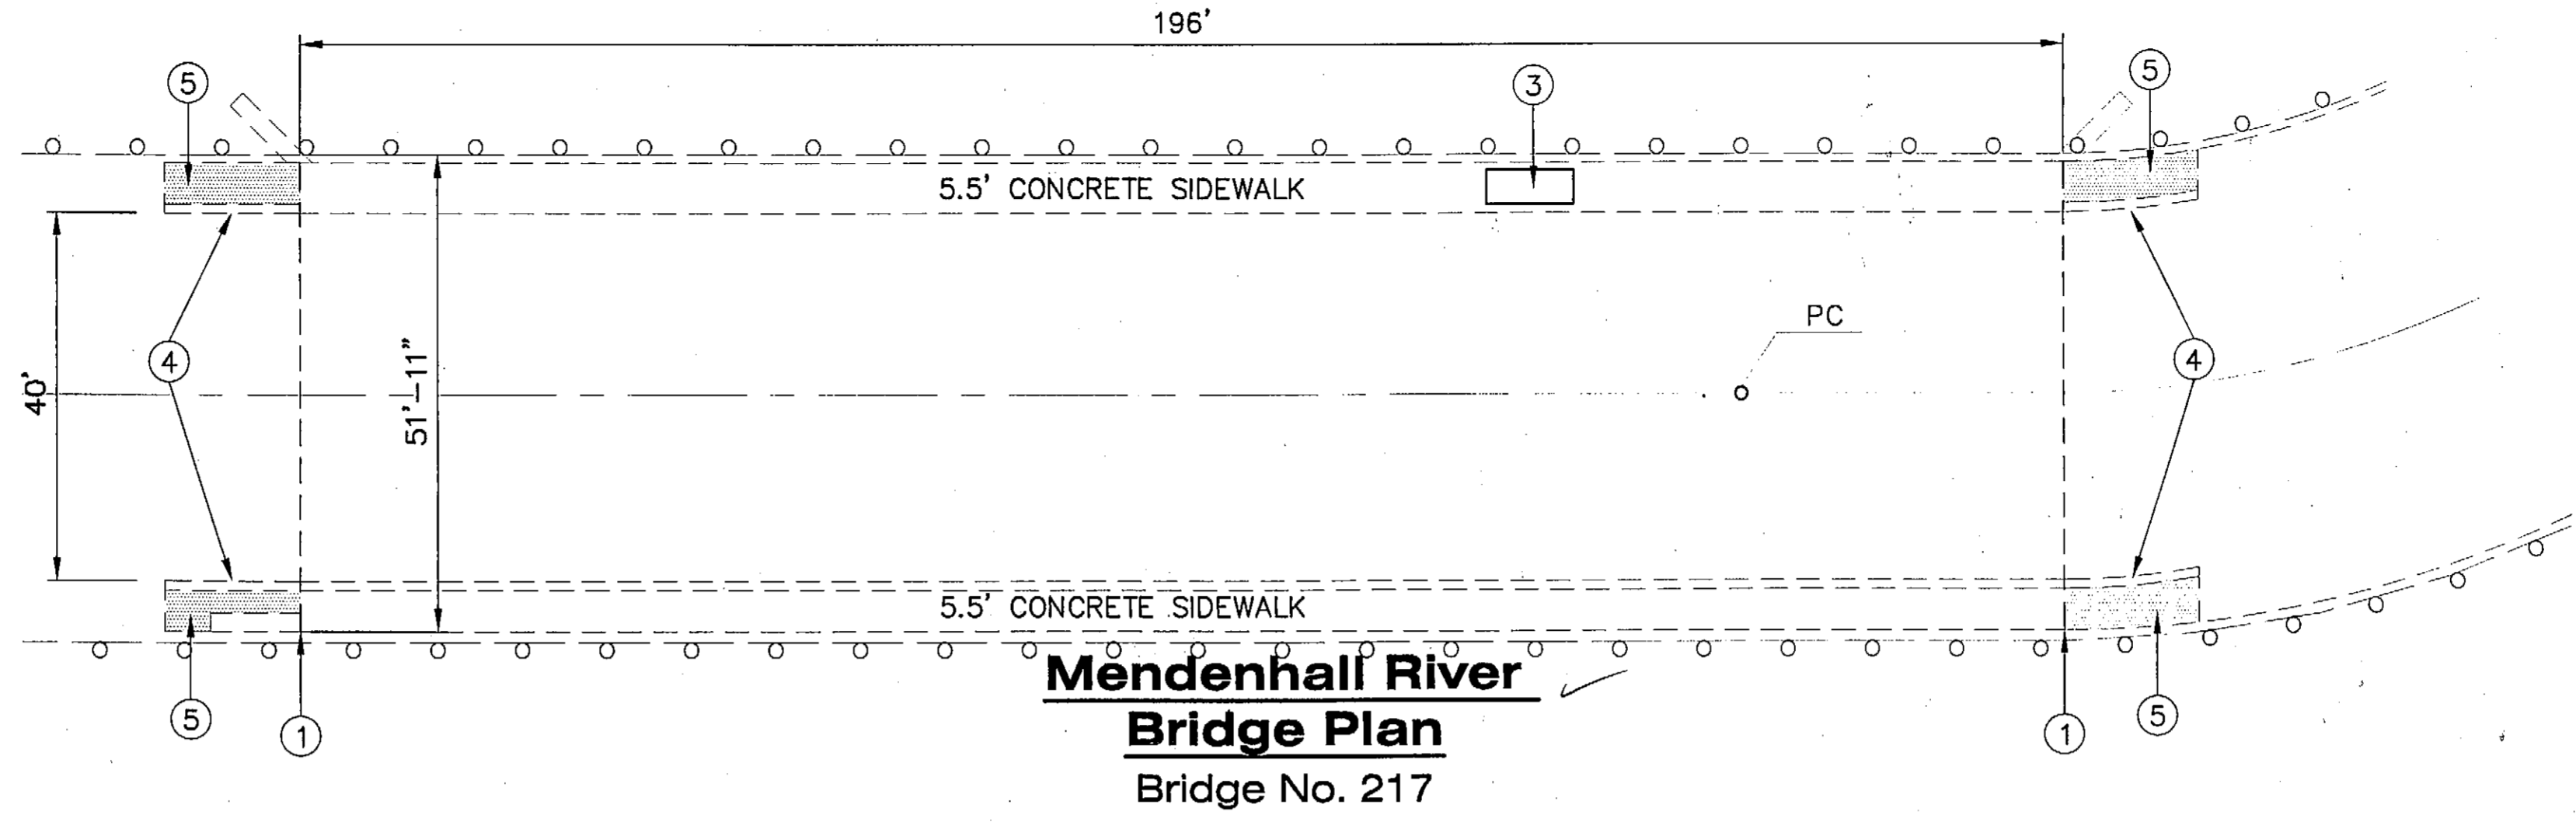 196'
5
3
5
5.5' CONCRETE SIDEWALK
PC
4
4
40'
51'-11"
5.5' CONCRETE SIDEWALK
5
1
1
5
Mendenhall River
Bridge Plan
Bridge No. 217